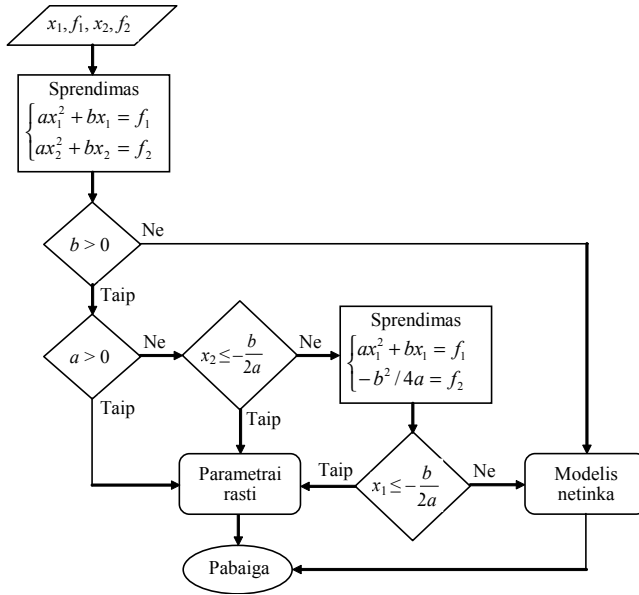 x₁, f₁, x₂, f₂
Sprendimas
{ax₁² + bx₁ = f₁
ax₂² + bx₂ = f₂
b > 0
Ne
Taip
a > 0
Ne
x₂ ≤ -b/2a
Ne
Sprendimas
{ax₁² + bx₁ = f₁
-b² / 4a = f₂
Taip
Taip
Parametrai
rasti
Taip
x₁ ≤ -b/2a
Ne
Modelis
netinka
Pabaiga